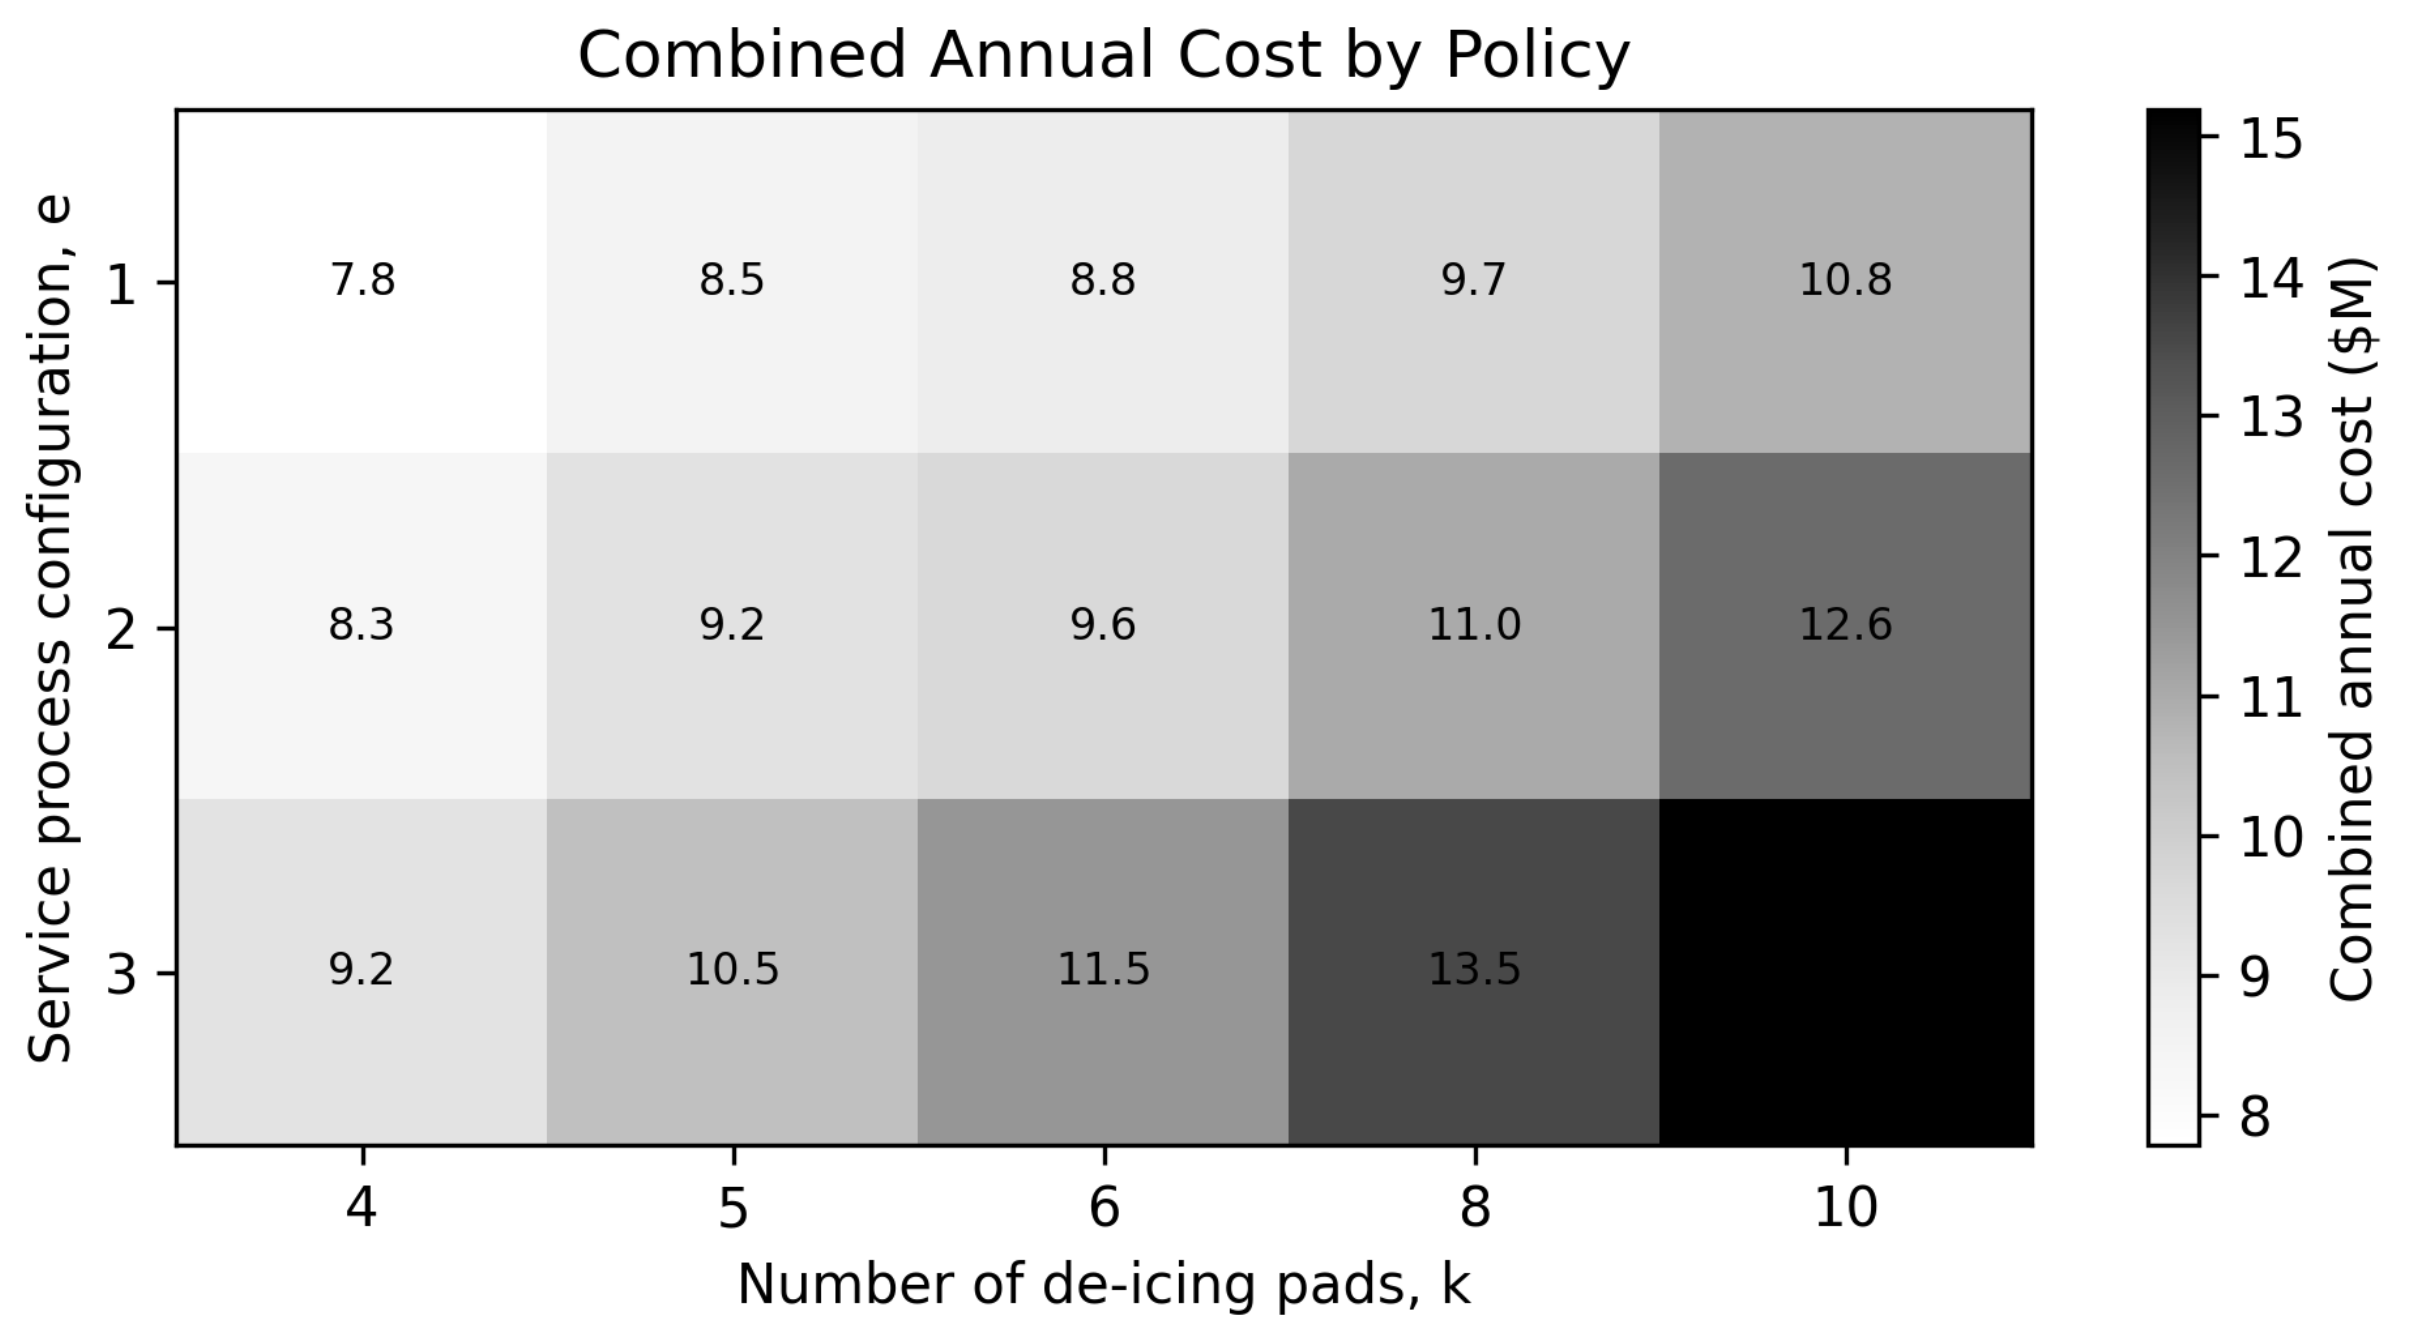 Combined Annual Cost by Policy
Service process configuration, e
1
7.8 8.5 8.8 9.7 10.8
2
8.3 9.2 9.6 11.0 12.6
3
9.2 10.5 11.5 13.5
4 5 6 8 10
Number of de-icing pads, k
15
14
13
12
11
10
9
8
Combined annual cost ($M)